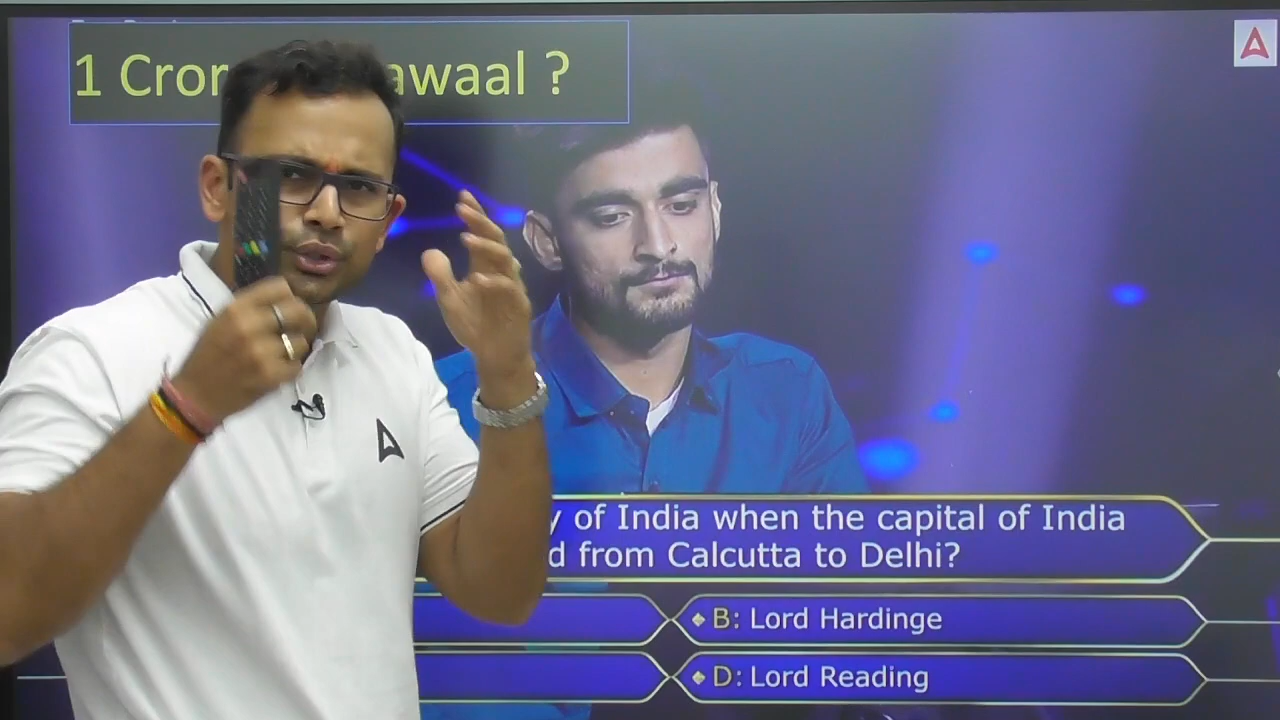 1 Cror awaal ?
y of India when the capital of India
d from Calcutta to Delhi?
B: Lord Hardinge
D: Lord Reading